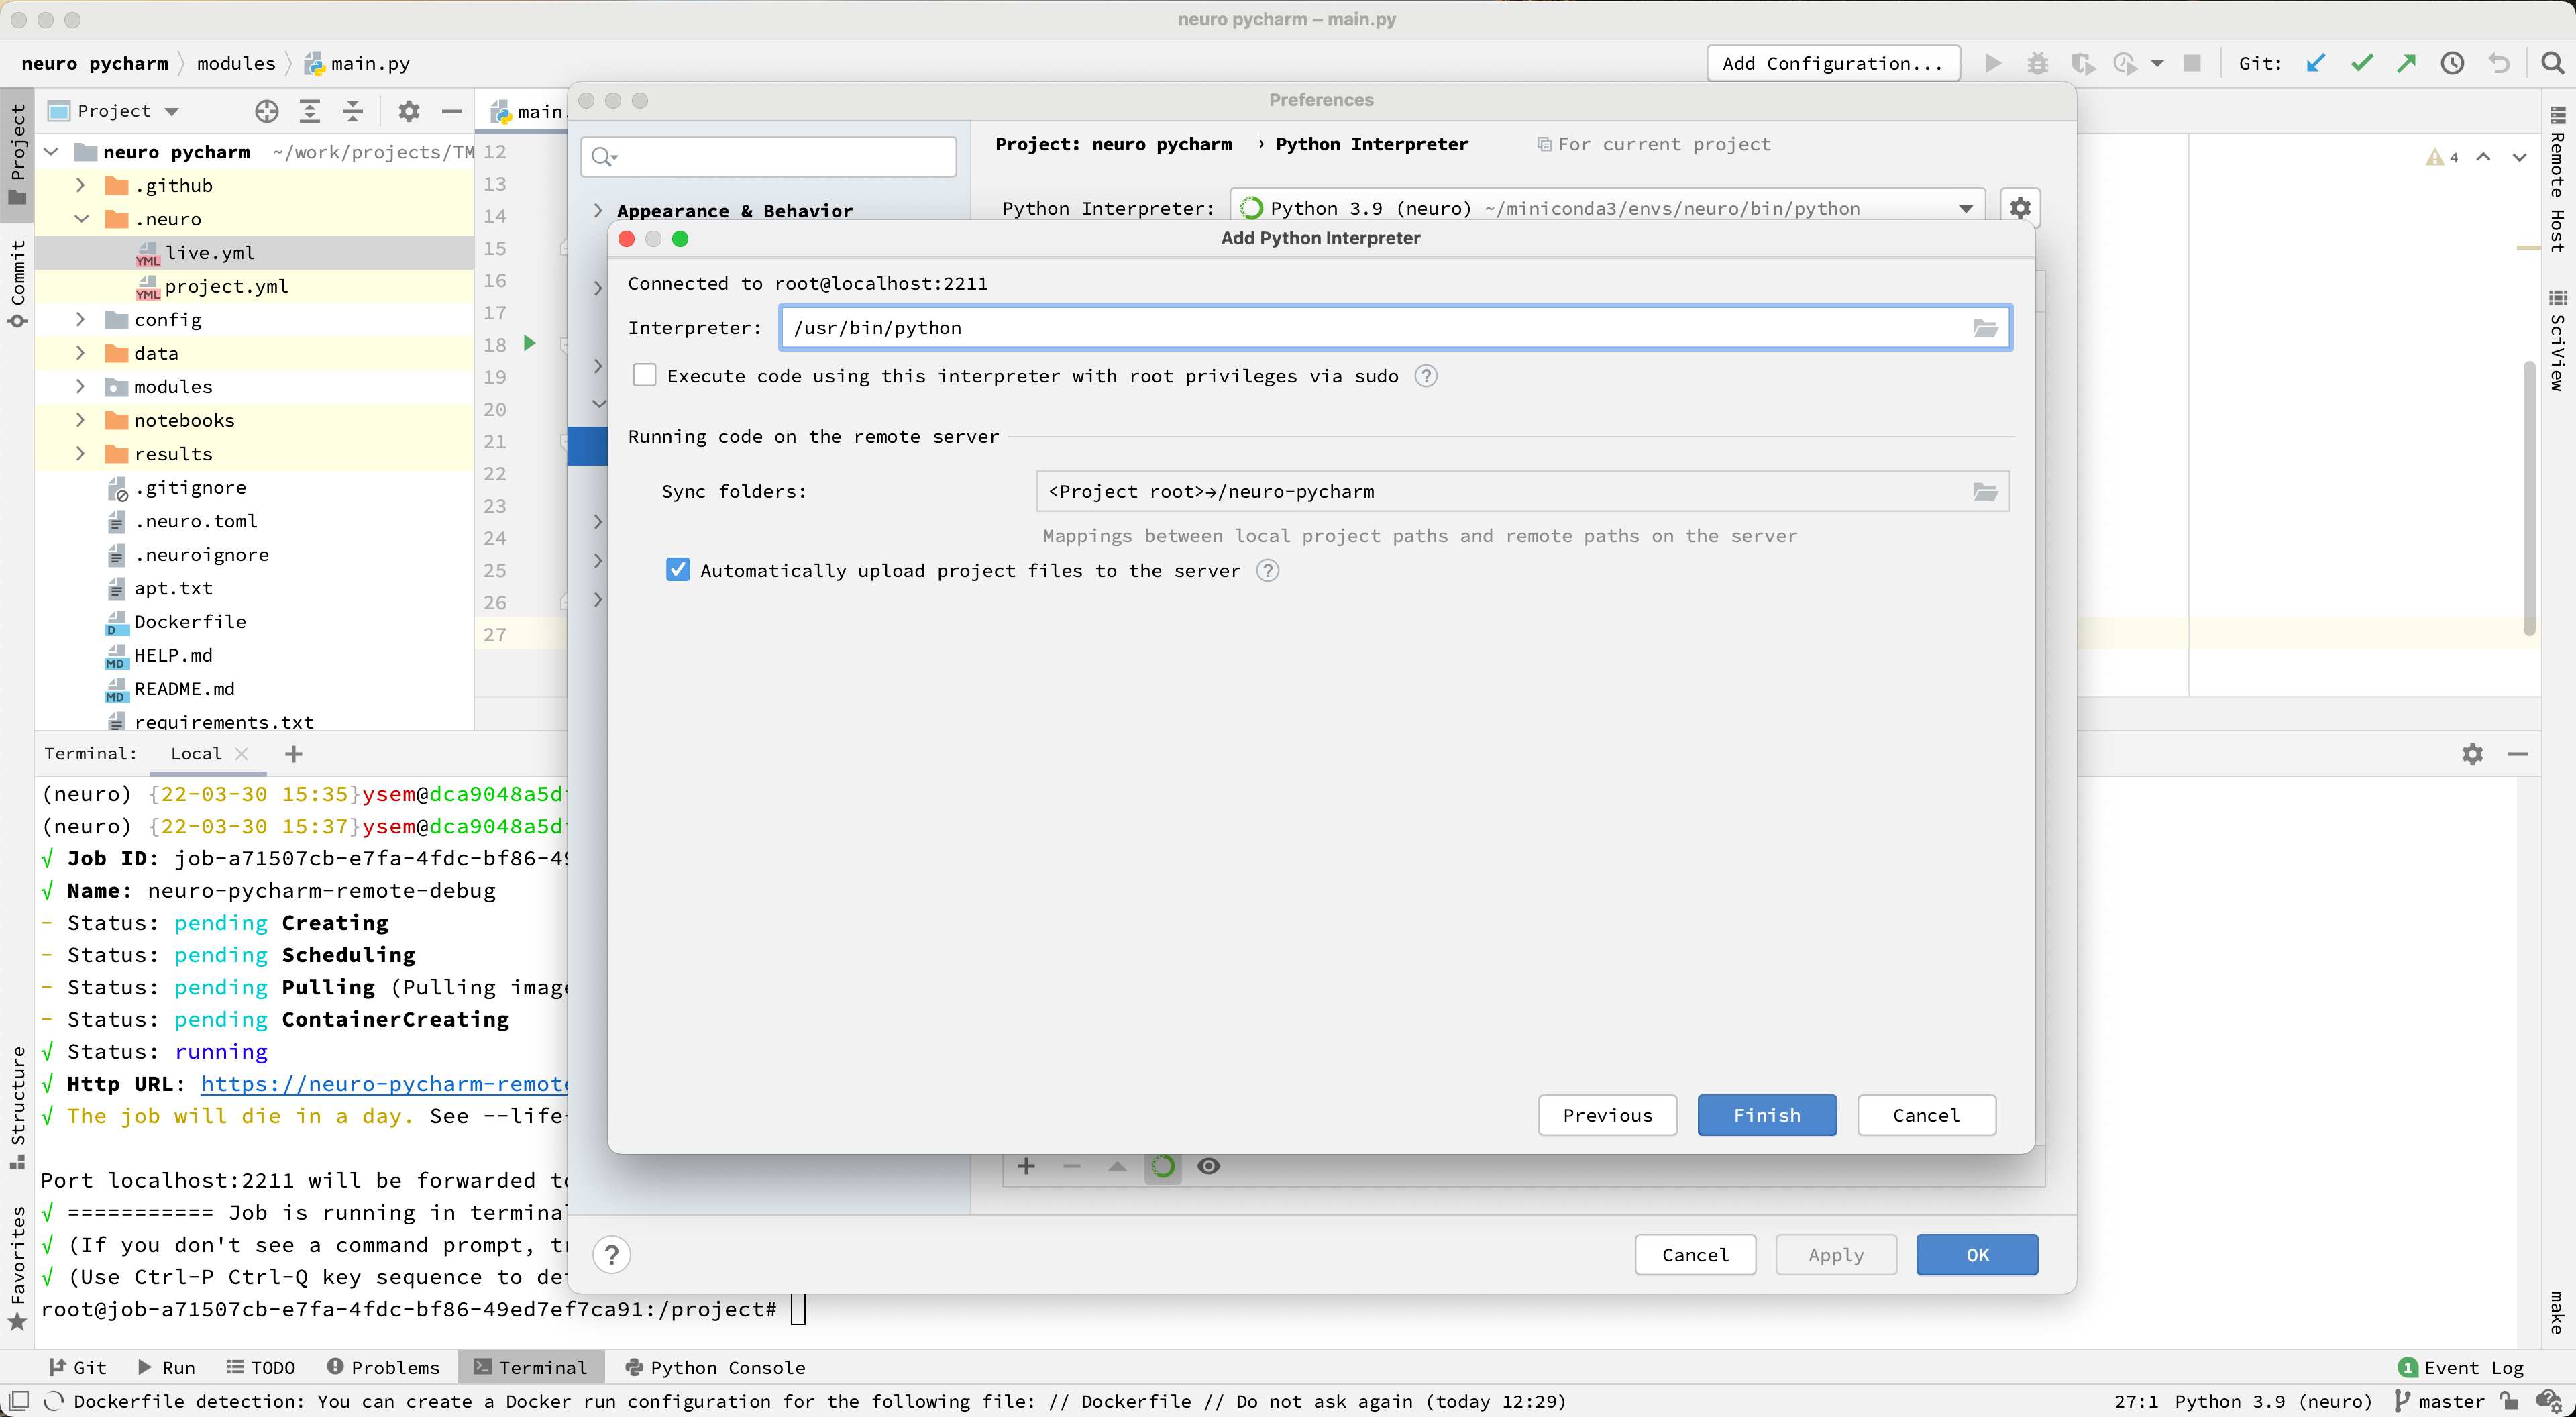 neuro pycharm – main.py
neuro pycharm modules main.py
Add Configuration...
Git:
Project
main.
Preferences
neuro pycharm ~/work/projects/TM
.github
.neuro
live.yml
project.yml
config
data
modules
notebooks
results
.gitignore
.neuro.toml
.neuroignore
apt.txt
Dockerfile
HELP.md
README.md
requirements.txt
12
13
14
15
16
17
18
19
20
21
22
23
24
25
26
27
Project: neuro pycharm › Python Interpreter
For current project
Appearance & Behavior
Python Interpreter: Python 3.9 (neuro) ~/miniconda3/envs/neuro/bin/python
Add Python Interpreter
Connected to root@localhost:2211
Interpreter: /usr/bin/python
Execute code using this interpreter with root privileges via sudo ?
Running code on the remote server
Sync folders: <Project root>→/neuro-pycharm
Mappings between local project paths and remote paths on the server
Automatically upload project files to the server ?
Previous Finish Cancel
? Cancel Apply OK
4
Project
Commit
Structure
Favorites
Remote Host
SciView
make
Terminal: Local
(neuro) {22-03-30 15:35}ysem@dca9048a5d
(neuro) {22-03-30 15:37}ysem@dca9048a5d
√ Job ID: job-a71507cb-e7fa-4fdc-bf86-49
√ Name: neuro-pycharm-remote-debug
- Status: pending Creating
- Status: pending Scheduling
- Status: pending Pulling (Pulling image
- Status: pending ContainerCreating
√ Status: running
√ Http URL: https://neuro-pycharm-remote
√ The job will die in a day. See --life-
Port localhost:2211 will be forwarded to
√ =========== Job is running in terminal
√ (If you don't see a command prompt, tr
√ (Use Ctrl-P Ctrl-Q key sequence to det
root@job-a71507cb-e7fa-4fdc-bf86-49ed7ef7ca91:/project#
Git Run TODO Problems Terminal Python Console
1 Event Log
Dockerfile detection: You can create a Docker run configuration for the following file: // Dockerfile // Do not ask again (today 12:29)
27:1 Python 3.9 (neuro) master